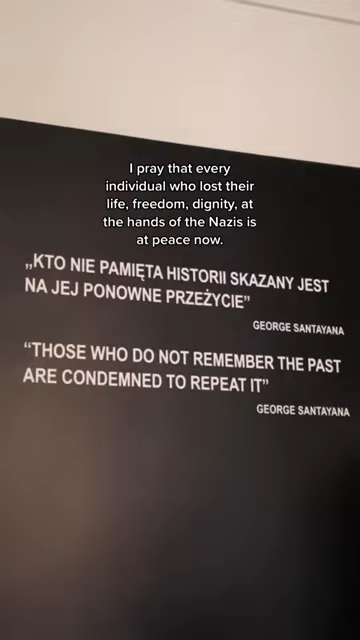 I pray that every
individual who lost their
life, freedom, dignity, at
the hands of the Nazis is
at peace now.
„KTO NIE PAMIĘTA HISTORII SKAZANY JEST
NA JEJ PONOWNE PRZEŻYCIE”
GEORGE SANTAYANA
“THOSE WHO DO NOT REMEMBER THE PAST
ARE CONDEMNED TO REPEAT IT”
GEORGE SANTAYANA